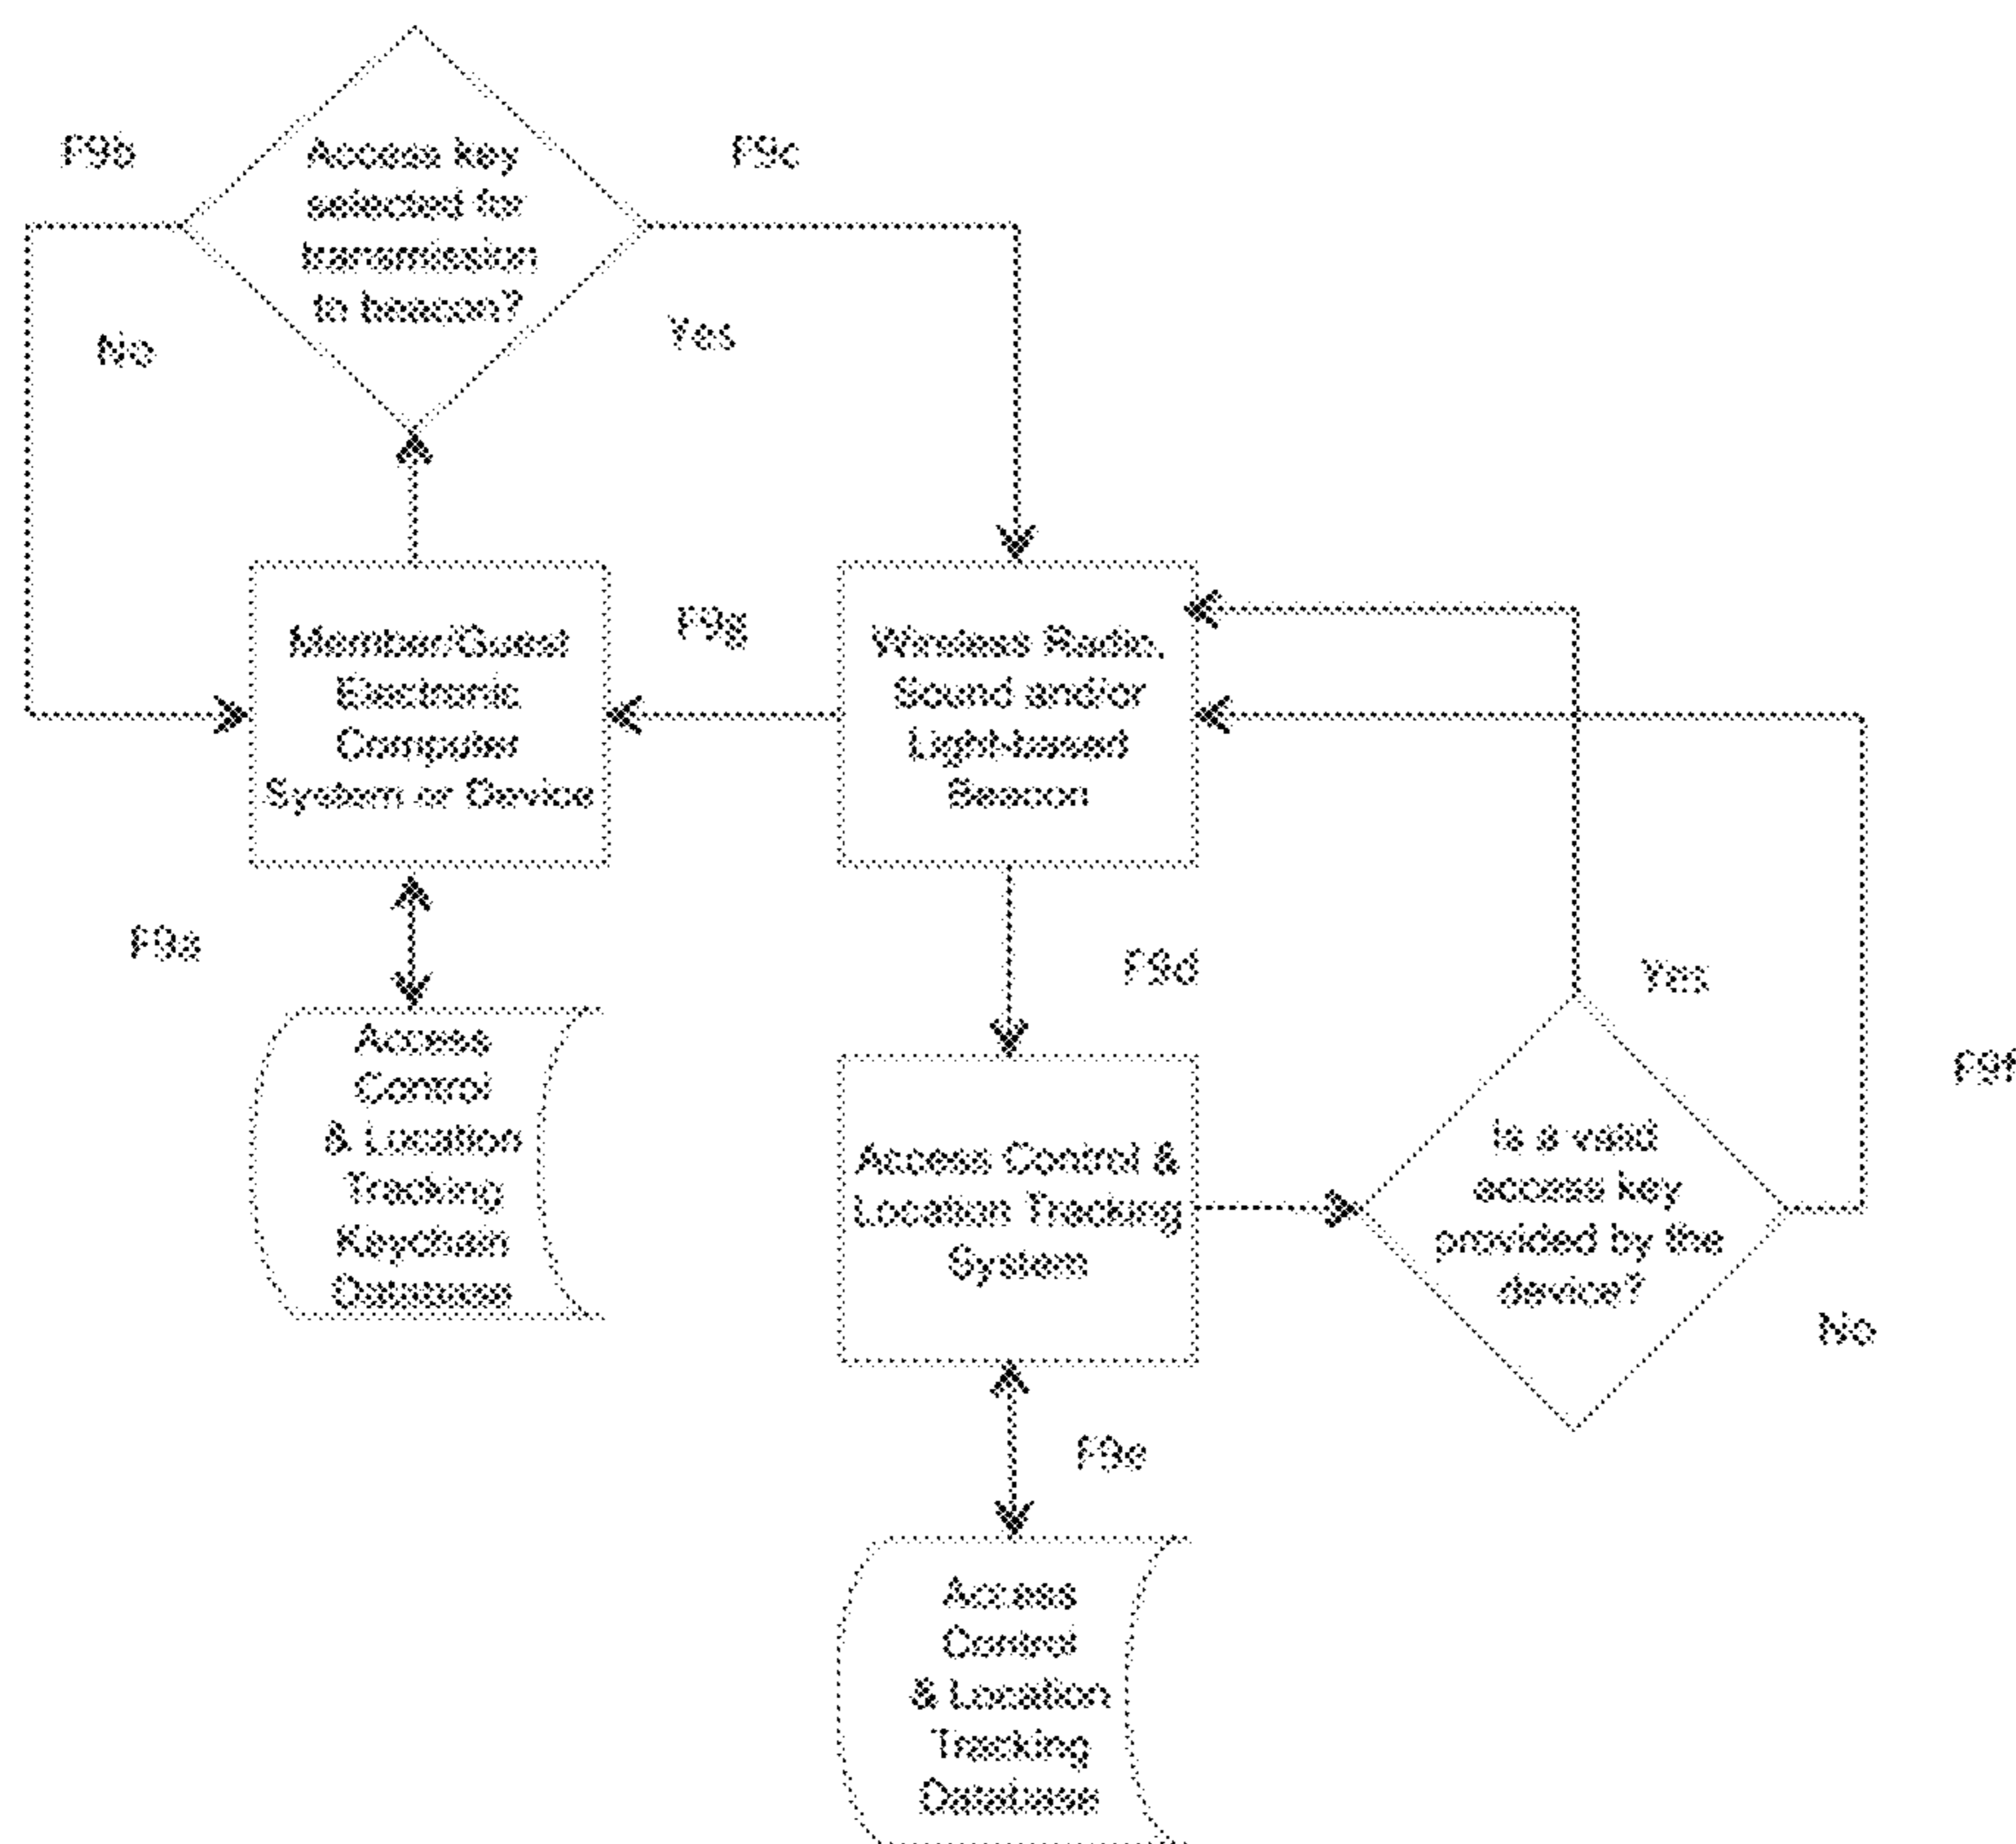 F9b
Access key
selected for
transmission
to beacon?
F9c
No
Yes
Member/Guest
Electronic
Computer
System or Device
F9g
Wireless Radio,
Sound and/or
Light-based
Beacon
F9a
F9d
Yes
F9f
Access
Control
& Location
Tracking
Keychain
Database
Access Control &
Location Tracking
System
Is a valid
access key
provided by the
device?
No
F9e
Access
Control
& Location
Tracking
Database